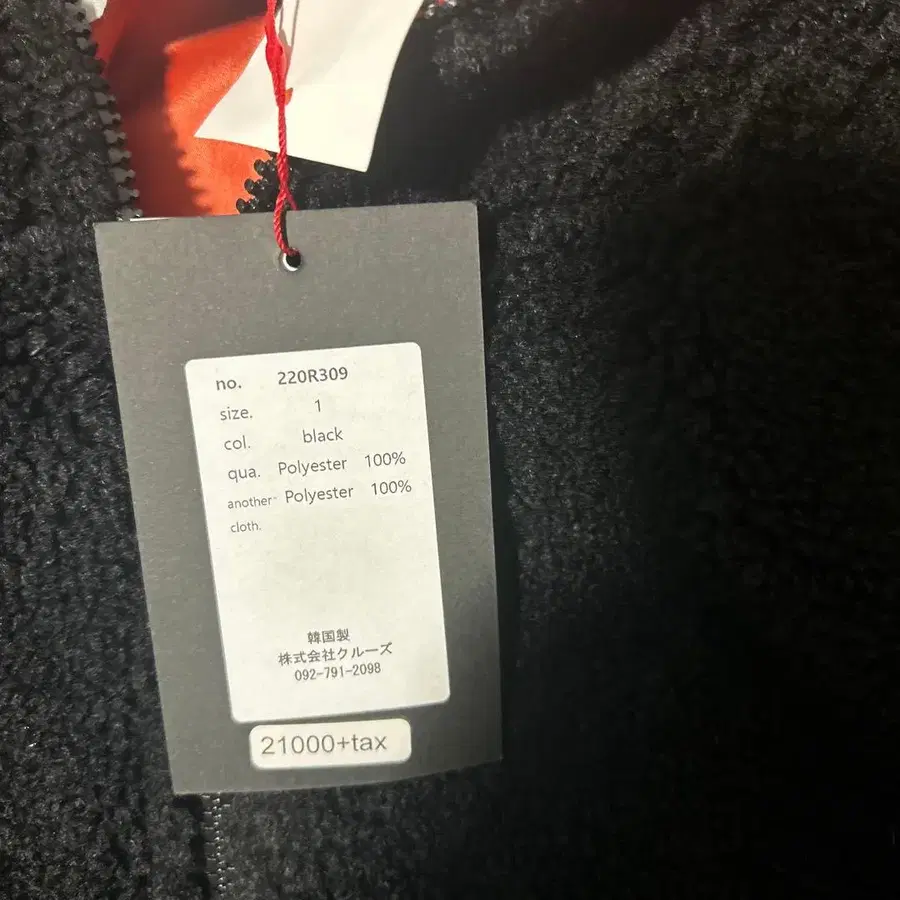 no. 220R309
size. 1
col. black
qua. Polyester 100%
another Polyester 100%
cloth.
韓国製
株式会社クルーズ
092-791-2098
21000+tax